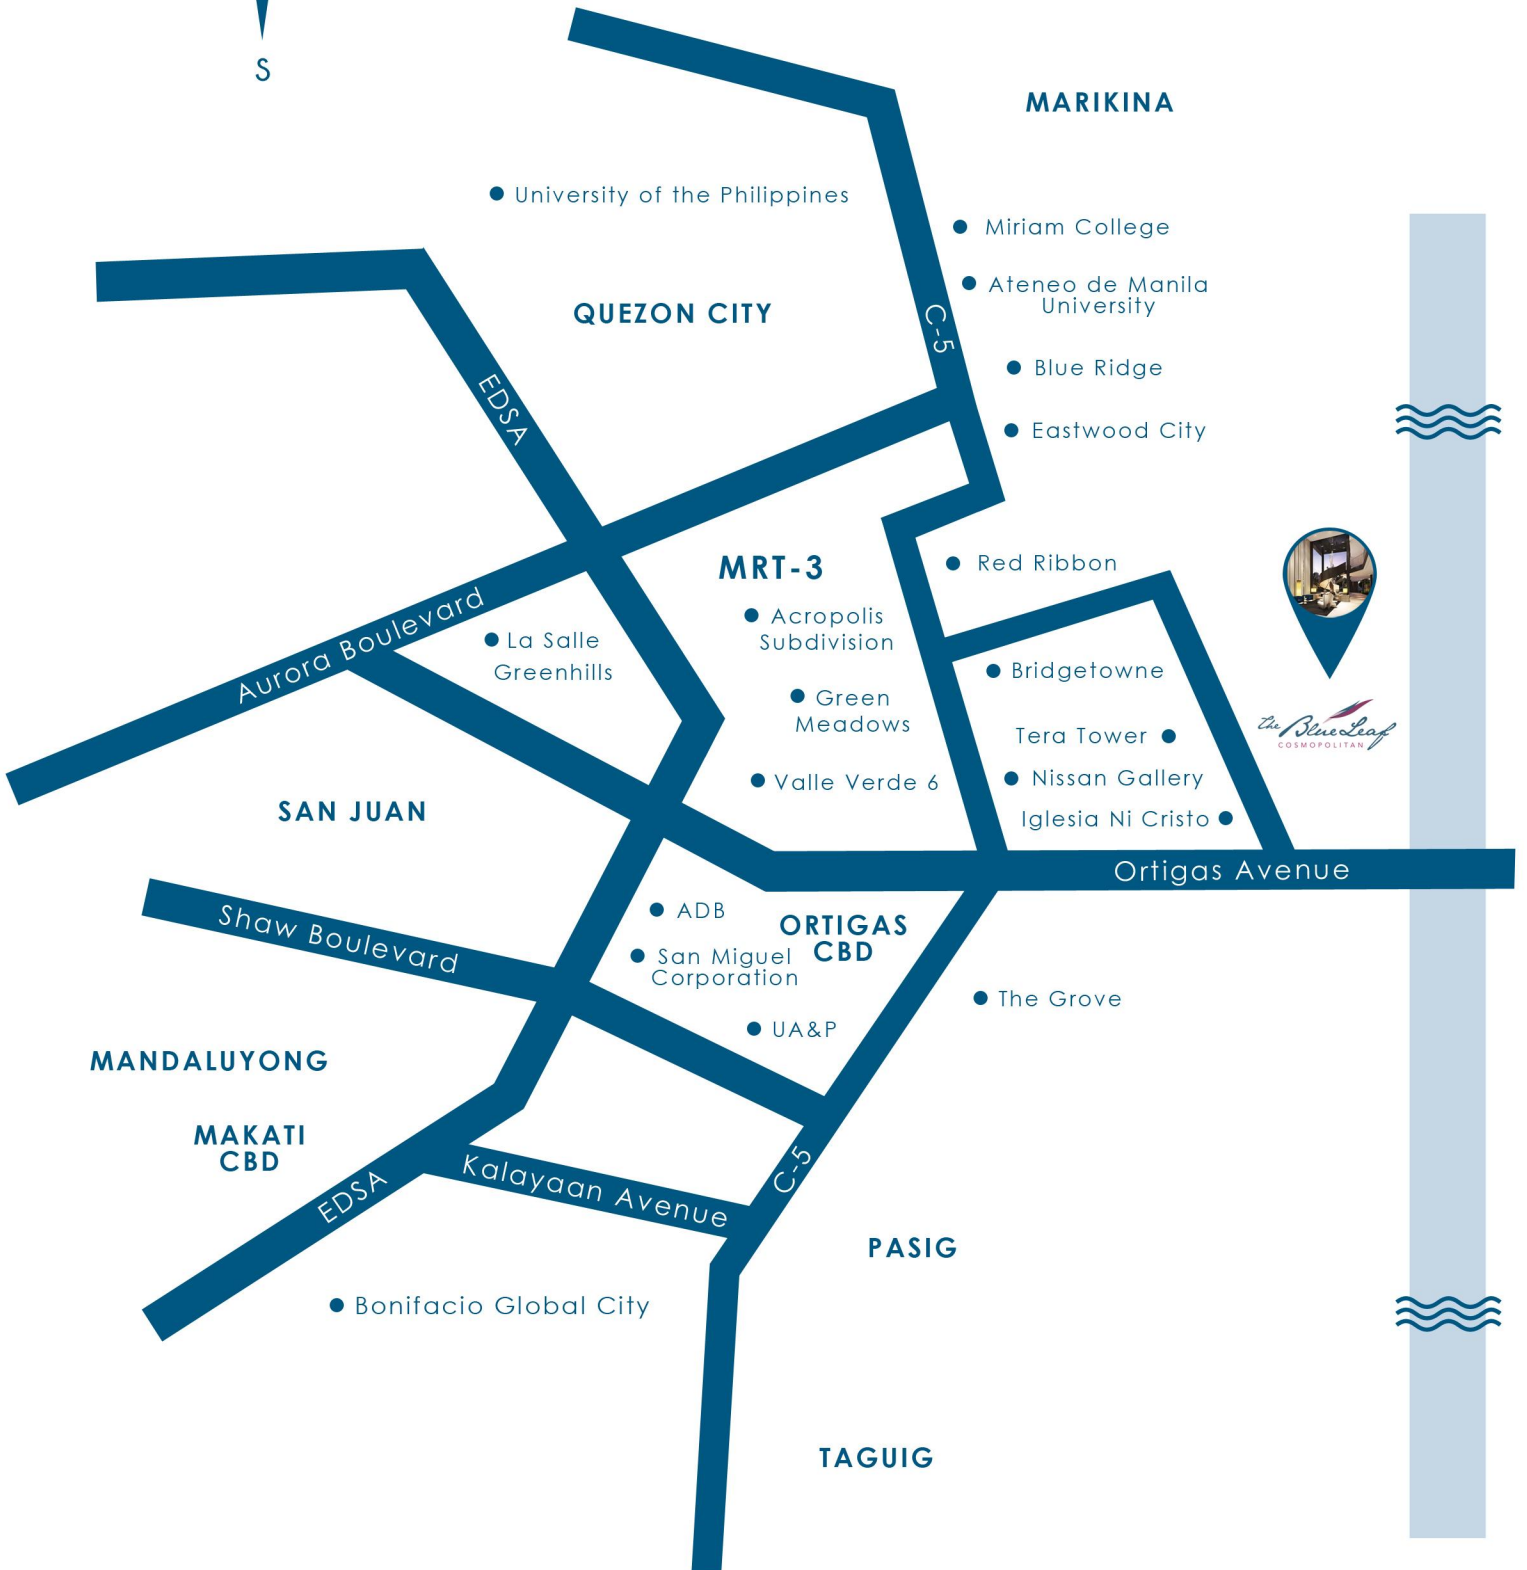 S
MARIKINA
University of the Philippines
Miriam College
Ateneo de Manila
University
QUEZON CITY
C-5
Blue Ridge
EDSA
Eastwood City
MRT-3
Red Ribbon
Aurora Boulevard
Acropolis
Subdivision
La Salle
Greenhills
Bridgetowne
Green
Meadows
Tera Tower
The Blue Leaf
COSMOPOLITAN
Valle Verde 6
Nissan Gallery
SAN JUAN
Iglesia Ni Cristo
Ortigas Avenue
Shaw Boulevard
ADB
ORTIGAS
CBD
San Miguel
Corporation
The Grove
UA&P
MANDALUYONG
MAKATI
CBD
EDSA
Kalayaan Avenue
C-5
PASIG
Bonifacio Global City
TAGUIG